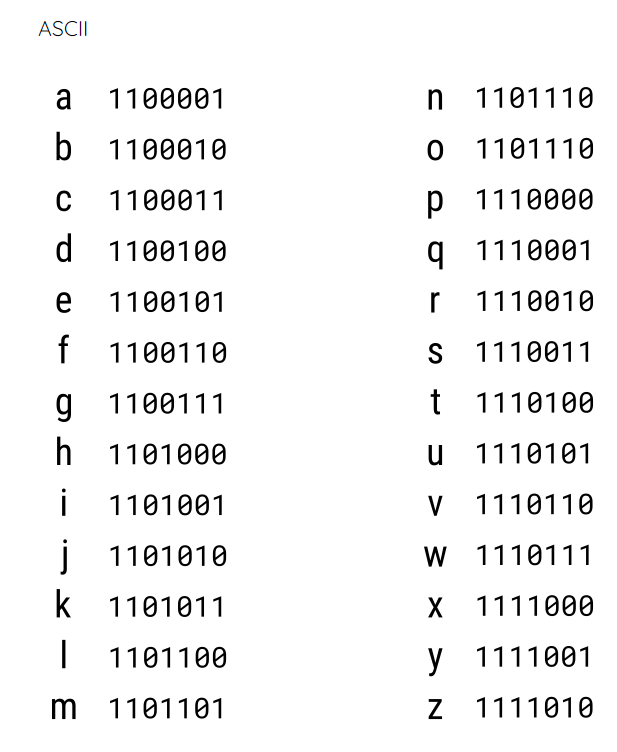 ASCII
a 1100001
b 1100010
c 1100011
d 1100100
e 1100101
f 1100110
g 1100111
h 1101000
i 1101001
j 1101010
k 1101011
l 1101100
m 1101101
n 1101110
o 1101110
p 1110000
q 1110001
r 1110010
s 1110011
t 1110100
u 1110101
v 1110110
w 1110111
x 1111000
y 1111001
z 1111010